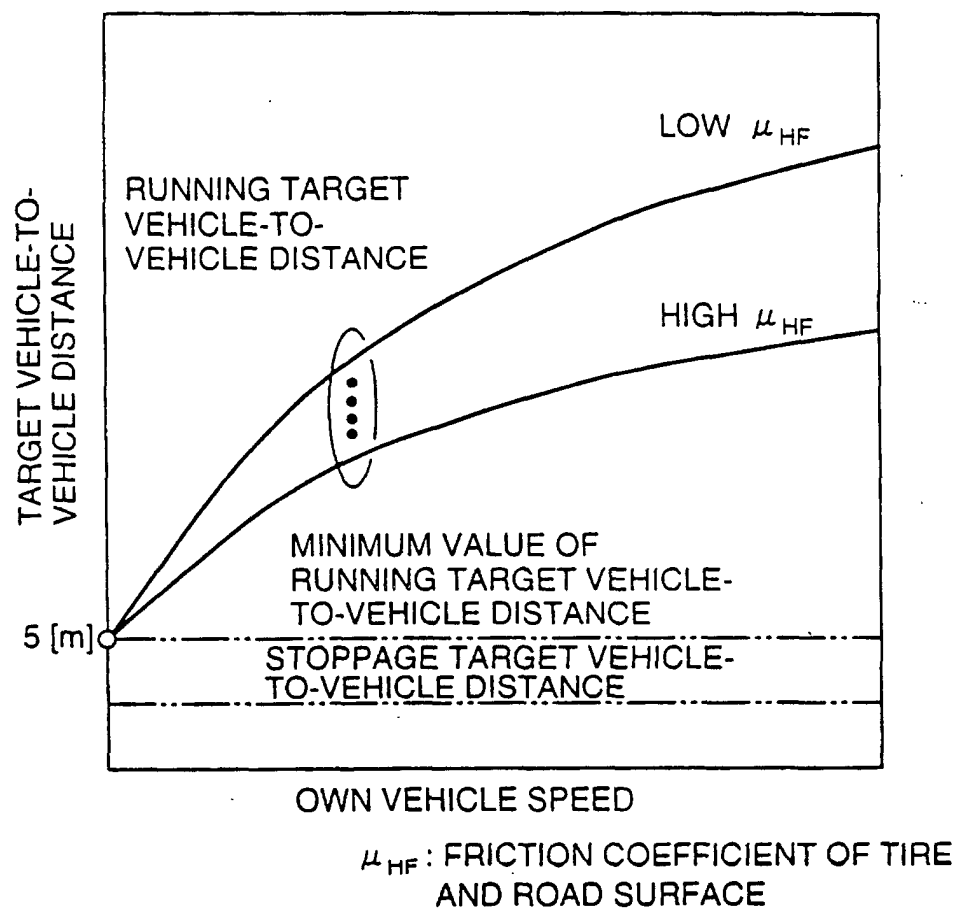 LOW μHF
RUNNING TARGET
VEHICLE-TO-
VEHICLE DISTANCE
TARGET VEHICLE-TO-
VEHICLE DISTANCE
HIGH μHF
MINIMUM VALUE OF
RUNNING TARGET VEHICLE-
TO-VEHICLE DISTANCE
5 [m]
STOPPAGE TARGET VEHICLE-
TO-VEHICLE DISTANCE
OWN VEHICLE SPEED
μHF : FRICTION COEFFICIENT OF TIRE
AND ROAD SURFACE